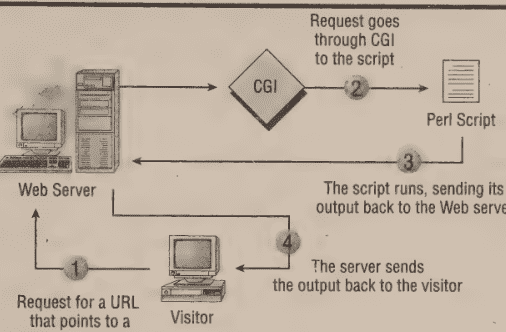 Request goes
through CGI
to the script
CGI
2
Perl Script
Web Server
3
The script runs, sending its
output back to the Web serve
4
The server sends
the output back to the visitor
1
Request for a URL
that points to a
Visitor